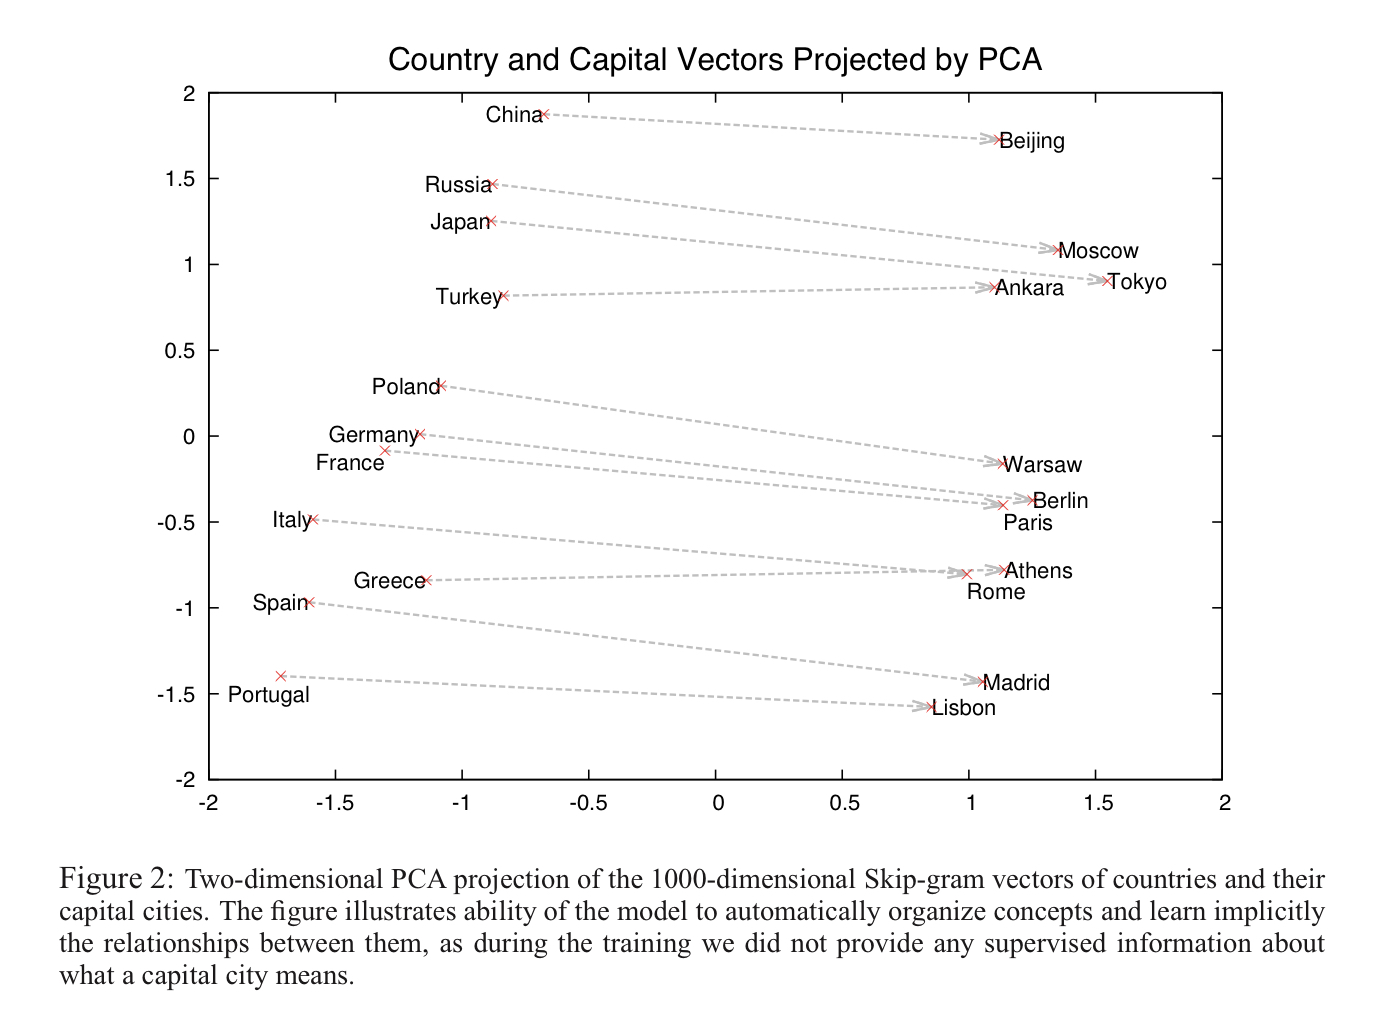 Country and Capital Vectors Projected by PCA
2
China
Beijing
1.5
Russia
Japan
Moscow
1
Tokyo
Turkey
Ankara
0.5
Poland
0
Germany
France
Warsaw
Berlin
-0.5
Italy
Paris
Greece
Athens
Rome
-1
Spain
Madrid
-1.5
Portugal
Lisbon
-2
-2 -1.5 -1 -0.5 0 0.5 1 1.5 2
Figure 2: Two-dimensional PCA projection of the 1000-dimensional Skip-gram vectors of countries and their
capital cities. The figure illustrates ability of the model to automatically organize concepts and learn implicitly
the relationships between them, as during the training we did not provide any supervised information about
what a capital city means.